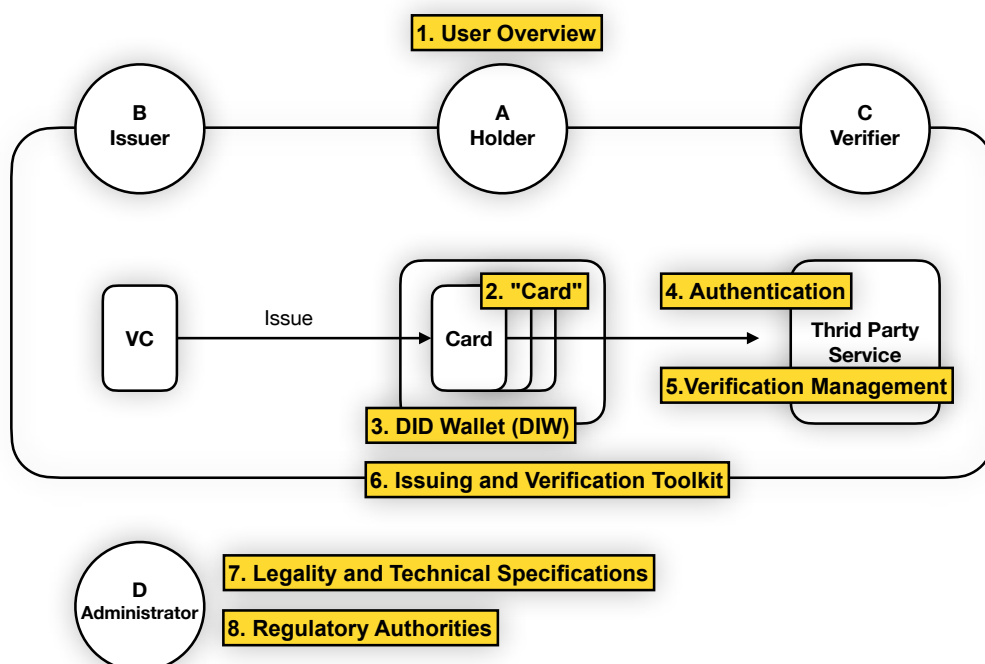 1. User Overview
B
Issuer
A
Holder
C
Verifier
VC
Issue
Card
2. "Card"
3. DID Wallet (DIW)
4. Authentication
Thrid Party
Service
5.Verification Management
6. Issuing and Verification Toolkit
D
Administrator
7. Legality and Technical Specifications
8. Regulatory Authorities